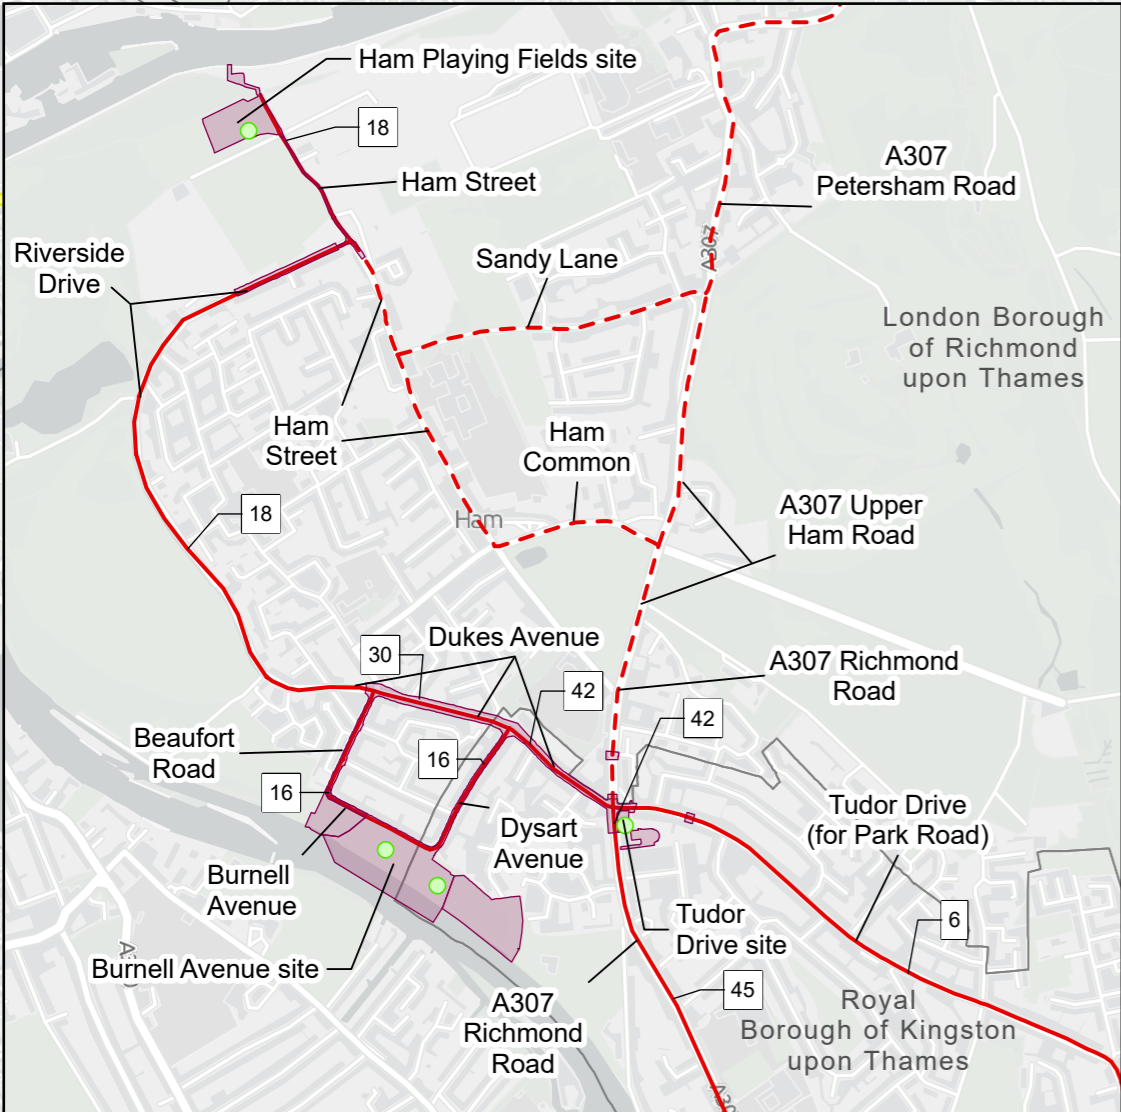 Ham Playing Fields site
18
Ham Street
A307
Petersham Road
A307
Riverside
Drive
Sandy Lane
London Borough
of Richmond
upon Thames
Ham
Street
Ham
Common
Ham
18
A307 Upper
Ham Road
Dukes Avenue
30
42
A307 Richmond
Road
42
Beaufort
Road
16
16
Tudor Drive
(for Park Road)
Dysart
Avenue
Burnell
Avenue
Tudor
Drive site
6
Burnell Avenue site
45
A307
Richmond
Road
Royal
Borough of Kingston
upon Thames